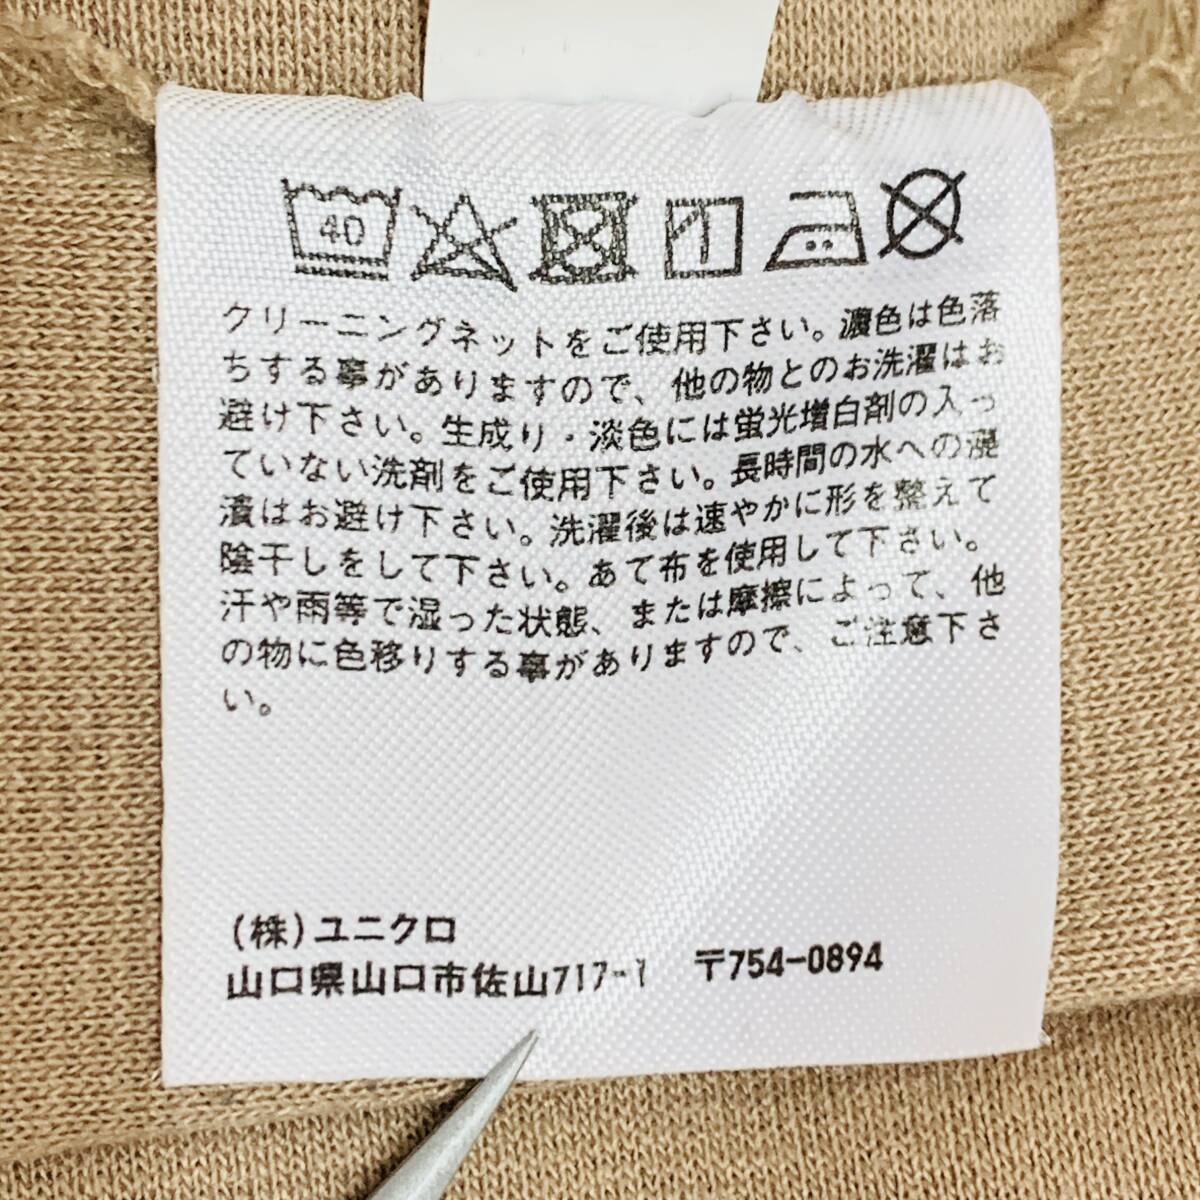 40
クリーニングネットをご使用下さい。濃色は色落
ちする事がありますので、他の物とのお洗濯はお
避け下さい。生成り・淡色には蛍光増白剤の入っ
ていない洗剤をご使用下さい。長時間の水への浸
漬はお避け下さい。洗濯後は速やかに形を整えて
陰干しをして下さい。あて布を使用して下さい。
汗や雨等で湿った状態、または摩擦によって、他
の物に色移りする事がありますので、ご注意下さ
い。
(株)ユニクロ
山口県山口市佐山717-1 〒754-0894